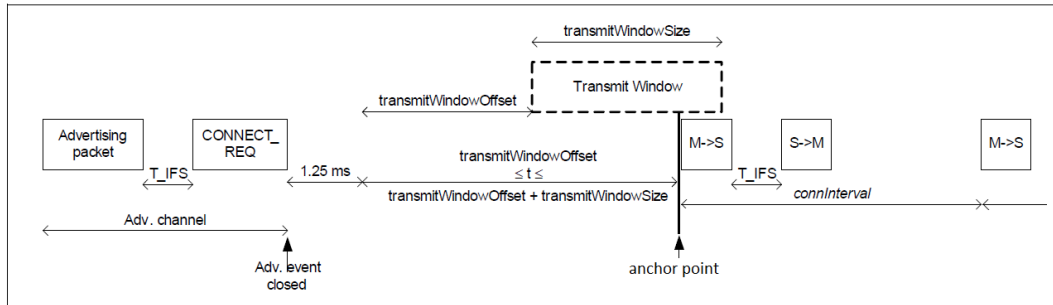 transmitWindowSize
Transmit Window
transmitWindowOffset
Advertising
packet
CONNECT_
REQ
M->S
S->M
M->S
T_IFS
1.25 ms
transmitWindowOffset
≤ t ≤
transmitWindowOffset + transmitWindowSize
T_IFS
connInterval
Adv. channel
Adv. event
closed
anchor point